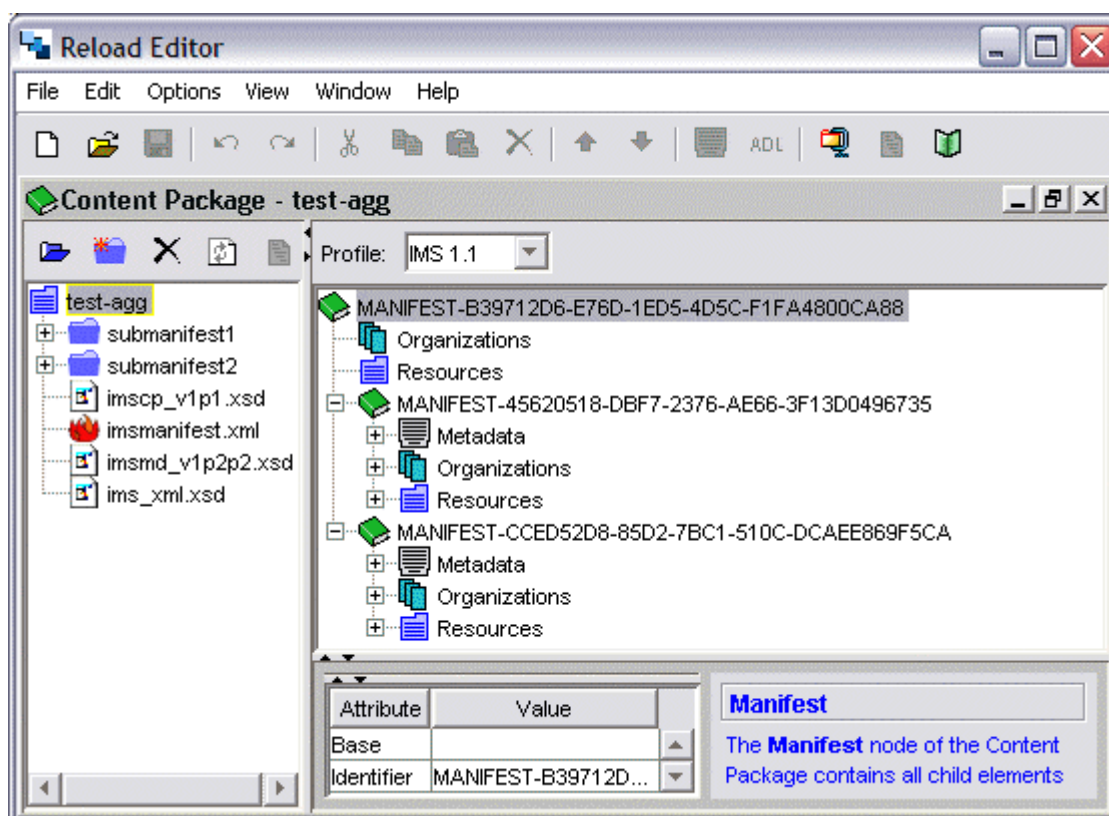 Reload Editor
File Edit Options View Window Help
ADL
Content Package - test-agg
Profile: IMS 1.1
test-agg
submanifest1
submanifest2
imscp_v1p1.xsd
imsmanifest.xml
imsmd_v1p2p2.xsd
ims_xml.xsd
MANIFEST-B39712D6-E76D-1ED5-4D5C-F1FA4800CA88
Organizations
Resources
MANIFEST-45620518-DBF7-2376-AE66-3F13D0496735
Metadata
Organizations
Resources
MANIFEST-CCED52D8-85D2-7BC1-510C-DCAEE869F5CA
Metadata
Organizations
Resources
Attribute Value
Base
Identifier MANIFEST-B39712D...
Manifest
The Manifest node of the Content
Package contains all child elements